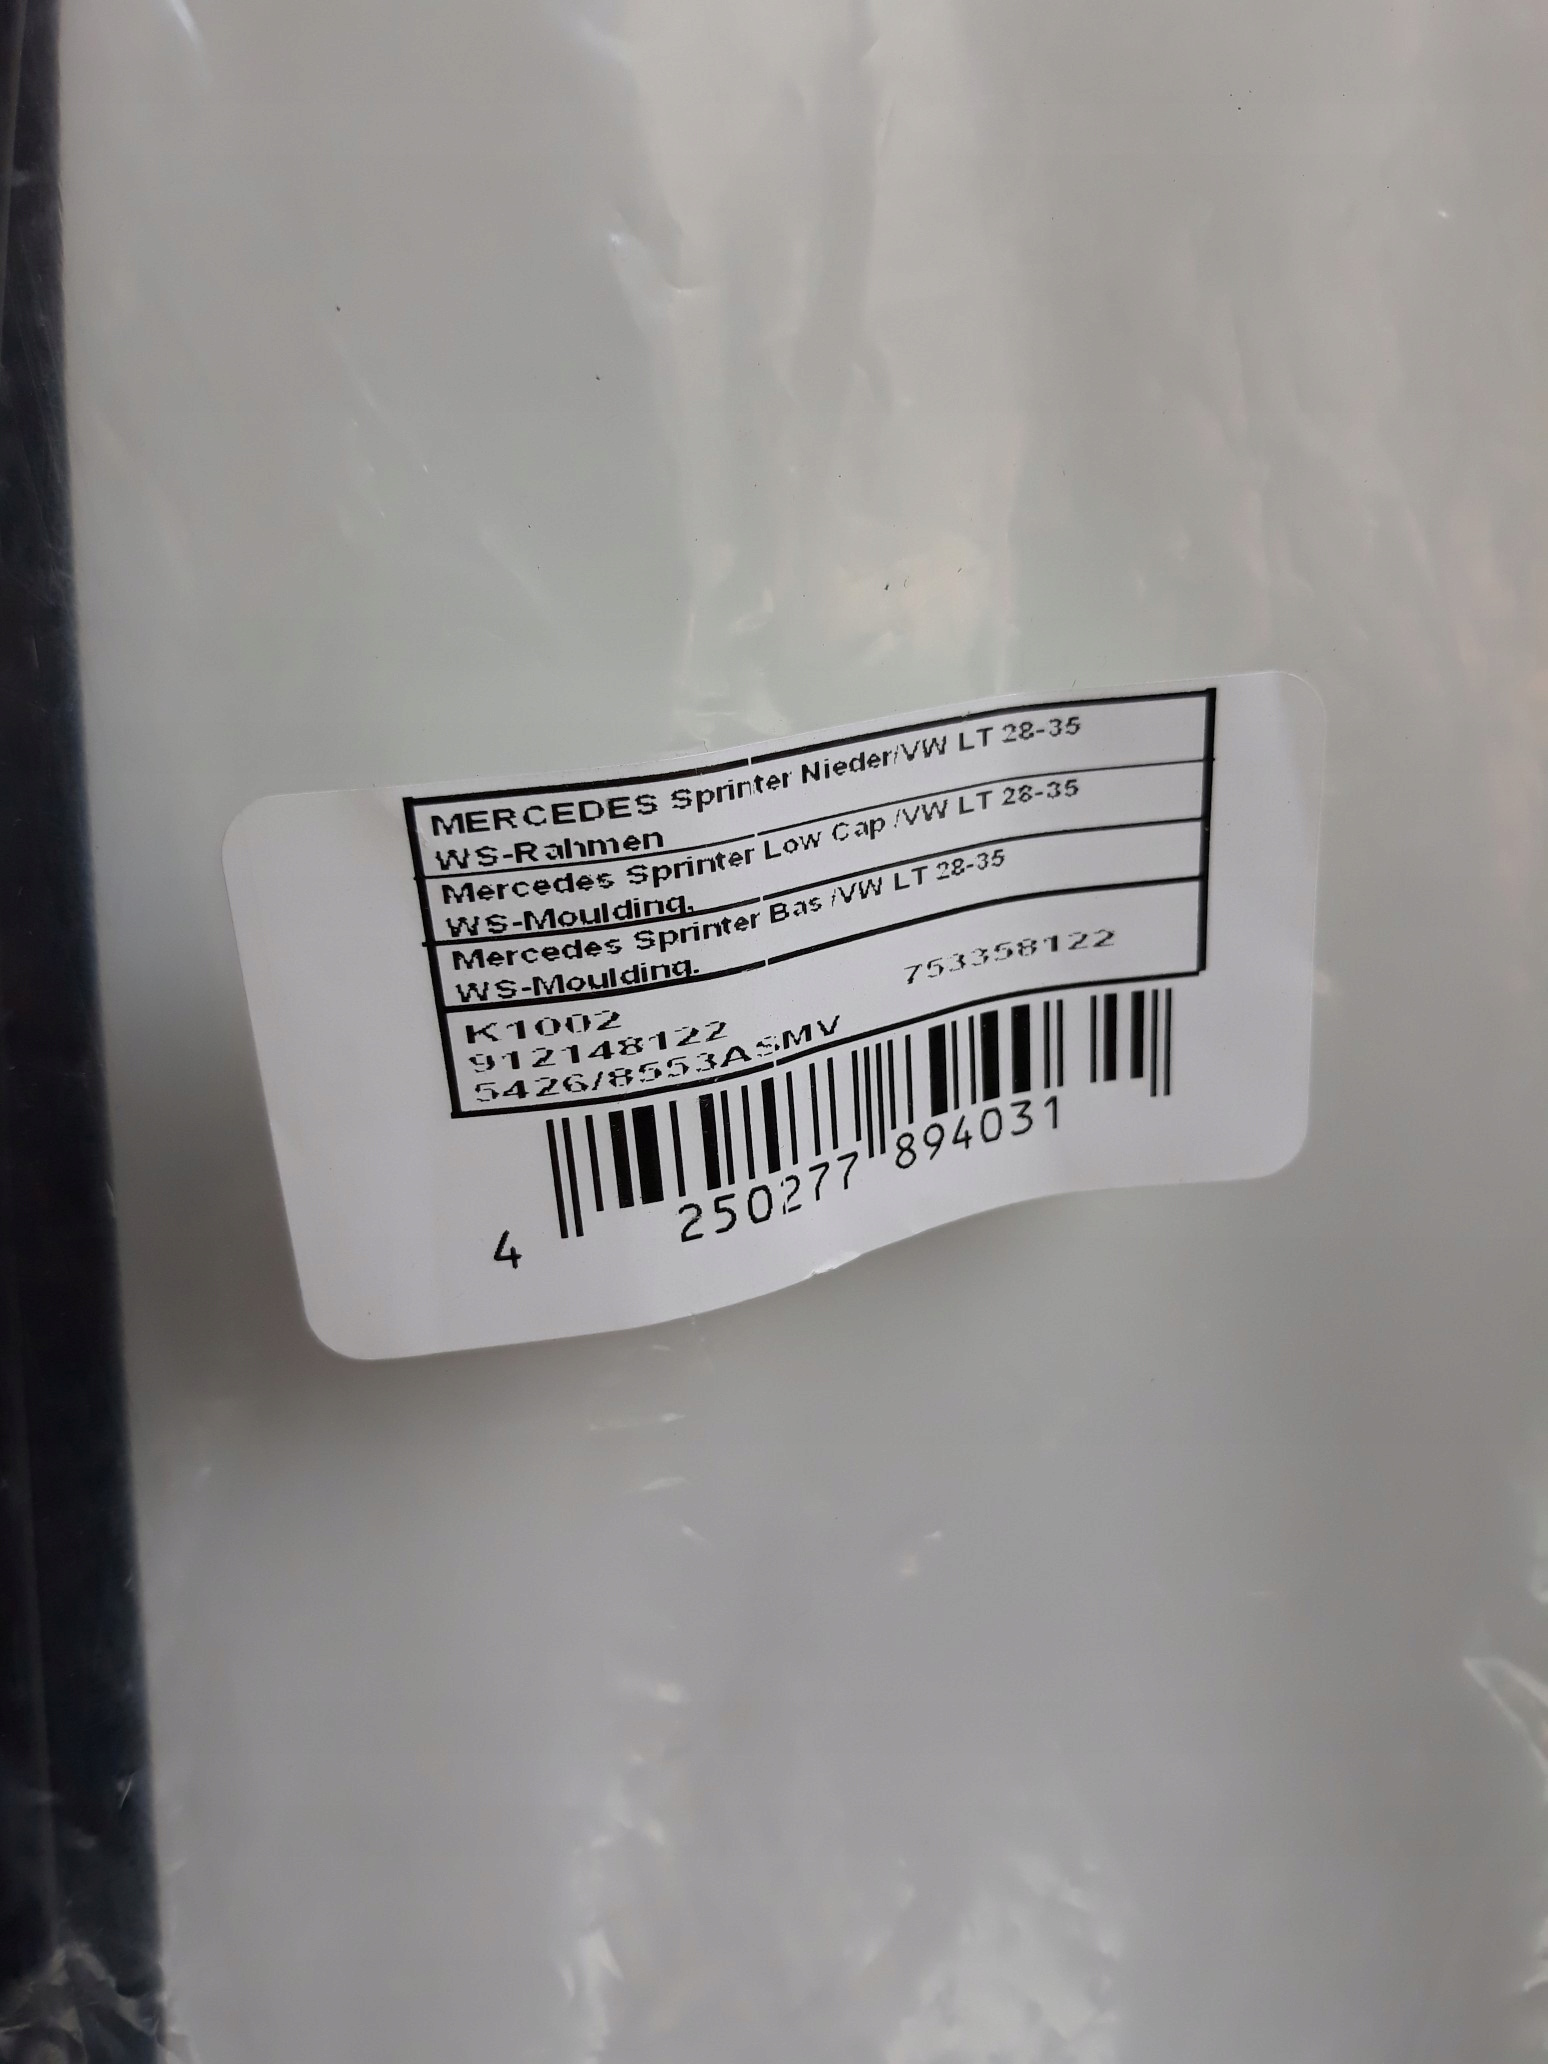 MERCEDES Sprinter Nieder/VW LT 28-35
WS-Rahmen
Mercedes Sprinter Low Cap /VW LT 28-35
WS-Moulding.
Mercedes Sprinter Bas /VW LT 28-35
WS-Moulding.
K1002 753358122
912148122
5426/8553ASMV
4 250277 894031